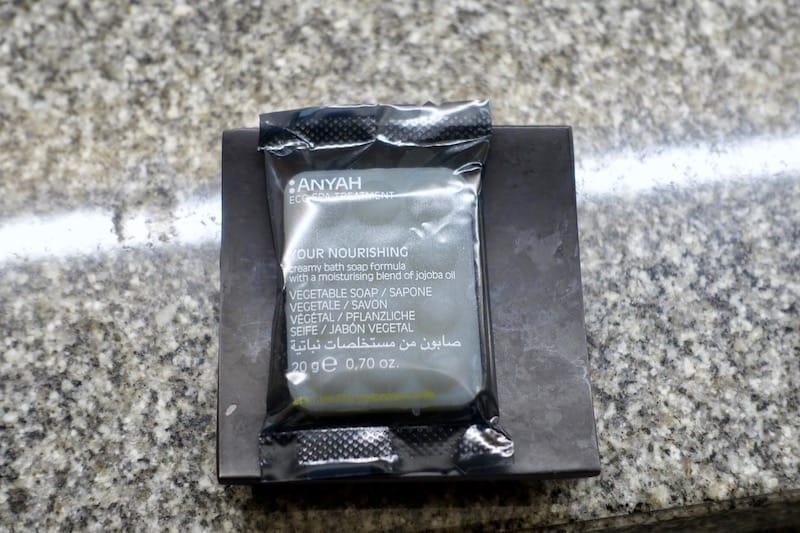 :ANYAH
ECO SPA TREATMENT
YOUR NOURISHING
creamy bath soap formula
with a moisturising blend of jojoba oil
VEGETABLE SOAP / SAPONE
VEGETALE / SAVON
VÉGÉTAL / PFLANZLICHE
SEIFE / JABÓN VEGETAL
صابون من مستخلصات نباتية
20 g ℮ 0,70 oz.